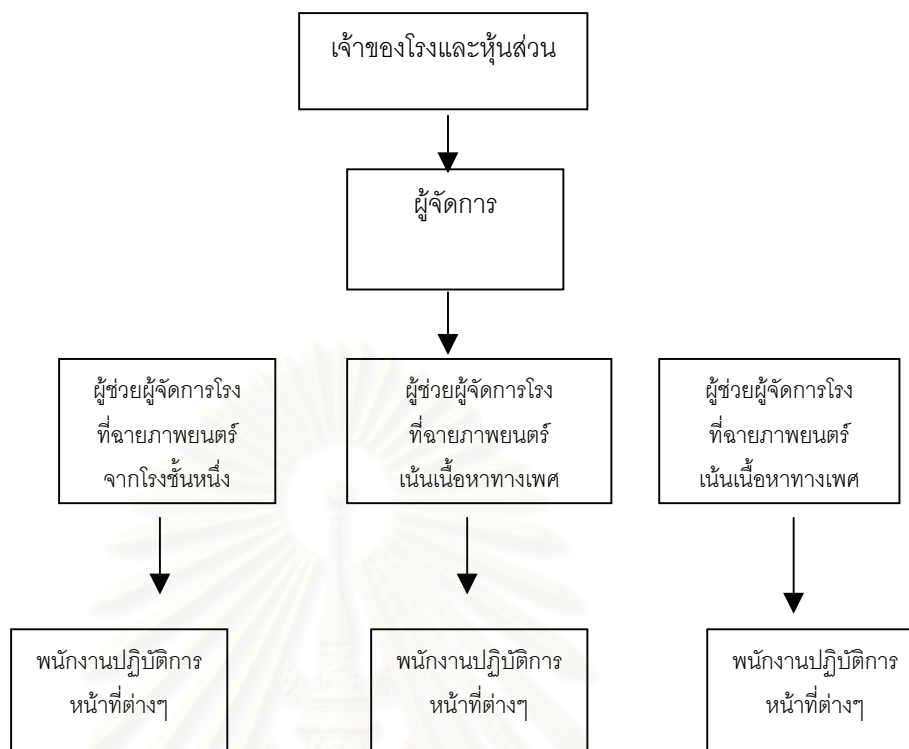 เจ้าของโรงและหุ้นส่วน
ผู้จัดการ
ผู้ช่วยผู้จัดการโรง
ที่ฉายภาพยนตร์
จากโรงชั้นหนึ่ง
ผู้ช่วยผู้จัดการโรง
ที่ฉายภาพยนตร์
เน้นเนื้อหาทางเพศ
ผู้ช่วยผู้จัดการโรง
ที่ฉายภาพยนตร์
เน้นเนื้อหาทางเพศ
พนักงานปฏิบัติการ
หน้าที่ต่างๆ
พนักงานปฏิบัติการ
หน้าที่ต่างๆ
พนักงานปฏิบัติการ
หน้าที่ต่างๆ